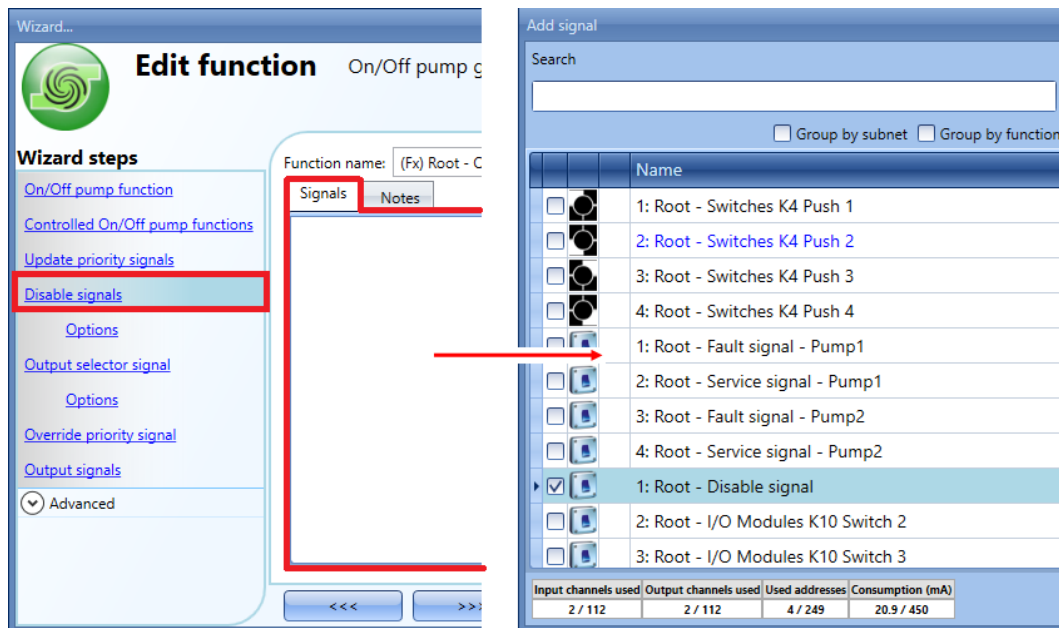 Wizard...
Edit function On/Off pump g
Wizard steps
On/Off pump function
Controlled On/Off pump functions
Update priority signals
Disable signals
Options
Output selector signal
Options
Override priority signal
Output signals
Advanced
Function name: (Fx) Root - C
Signals Notes
<<< >>>
Add signal
Search
Group by subnet Group by function
Name
1: Root - Switches K4 Push 1
2: Root - Switches K4 Push 2
3: Root - Switches K4 Push 3
4: Root - Switches K4 Push 4
1: Root - Fault signal - Pump1
2: Root - Service signal - Pump1
3: Root - Fault signal - Pump2
4: Root - Service signal - Pump2
1: Root - Disable signal
2: Root - I/O Modules K10 Switch 2
3: Root - I/O Modules K10 Switch 3
Input channels used Output channels used Used addresses Consumption (mA)
2 / 112 2 / 112 4 / 249 20.9 / 450